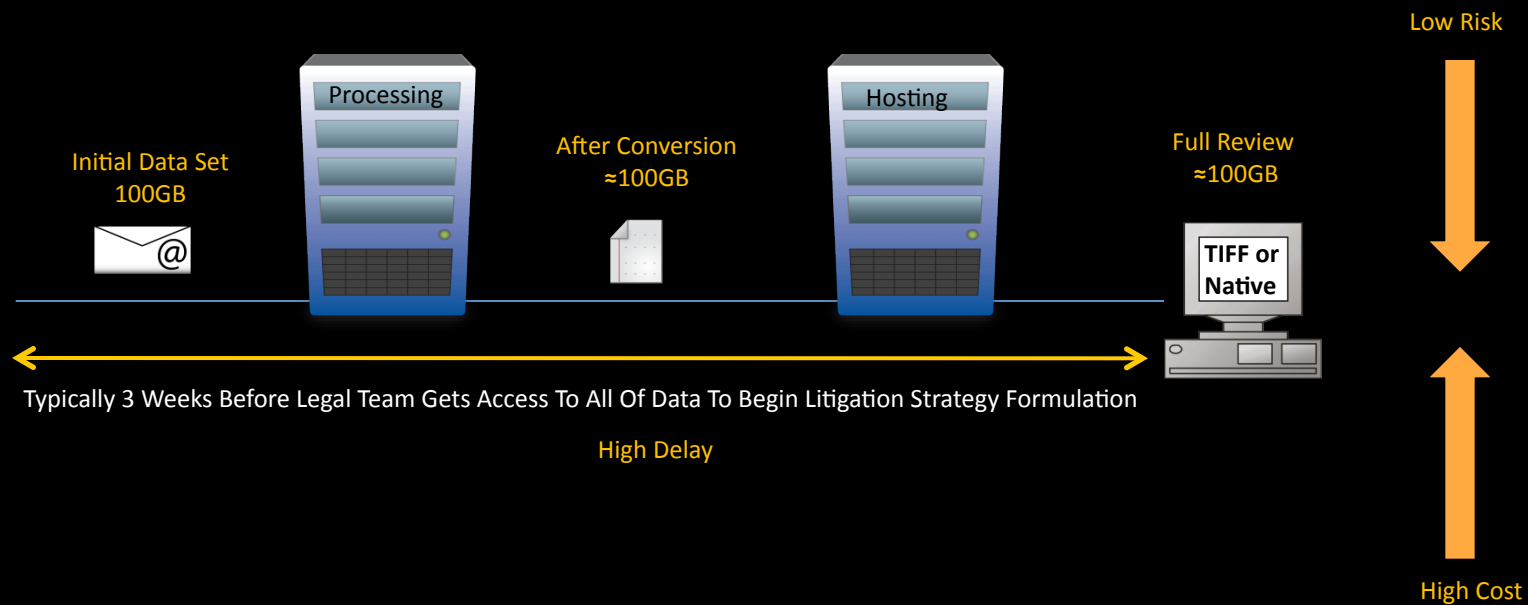 Low Risk
Processing
Hosting
Initial Data Set
100GB
@
After Conversion
≈100GB
Full Review
≈100GB
TIFF or
Native
Typically 3 Weeks Before Legal Team Gets Access To All Of Data To Begin Litigation Strategy Formulation
High Delay
High Cost